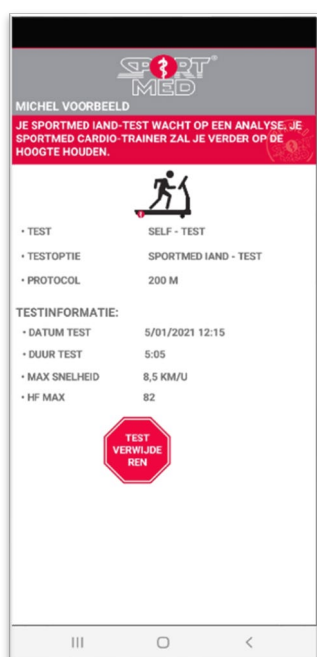 SPORT®
MED
MICHEL VOORBEELD
JE SPORTMED IAND-TEST WACHT OP EEN ANALYSE. JE
SPORTMED CARDIO-TRAINER ZAL JE VERDER OP DE
HOOGTE HOUDEN.
• TEST SELF - TEST
• TESTOPTIE SPORTMED IAND - TEST
• PROTOCOL 200 M
TESTINFORMATIE:
• DATUM TEST 5/01/2021 12:15
• DUUR TEST 5:05
• MAX SNELHEID 8,5 KM/U
• HF MAX 82
TEST
VERWIJDE
REN